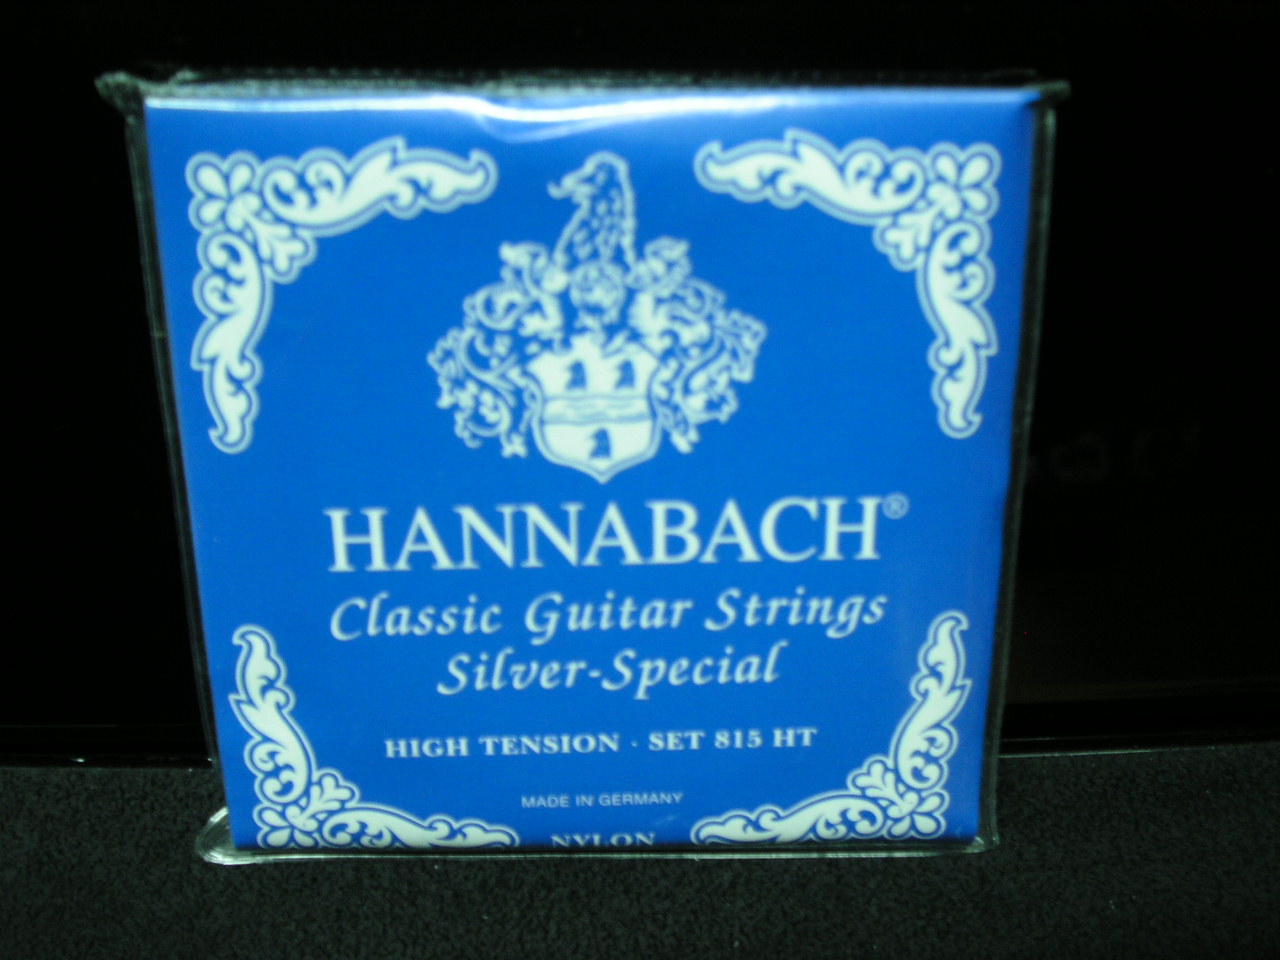 HANNABACH®
Classic Guitar Strings
Silver-Special
HIGH TENSION · SET 815 HT
MADE IN GERMANY
NYLON